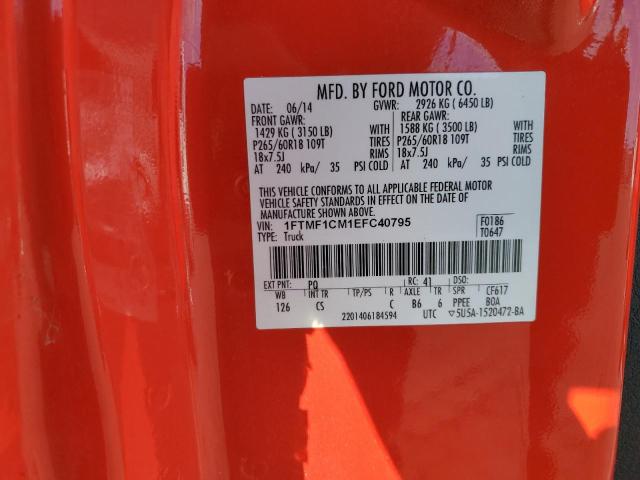 MFD. BY FORD MOTOR CO.
DATE: 06/14 GVWR: 2926 KG ( 6450 LB)
FRONT GAWR: REAR GAWR:
1429 KG ( 3150 LB) WITH 1588 KG ( 3500 LB) WITH
P265/60R18 109T TIRES P265/60R18 109T TIRES
18x7.5J RIMS 18x7.5J RIMS
AT 240 kPa/ 35 PSI COLD AT 240 kPa/ 35 PSI COLD
THIS VEHICLE CONFORMS TO ALL APPLICABLE FEDERAL MOTOR
VEHICLE SAFETY STANDARDS IN EFFECT ON THE DATE OF
MANUFACTURE SHOWN ABOVE.
VIN: 1FTMF1CM1EFC40795 F0186
TYPE: Truck T0647
EXT PNT: PQ RC: 41 DSO:
WB INT TR TP/PS R AXLE TR SPR CF617
126 CS C B6 6 PPEE BOA
2201406184594 UTC ▽5U5A-1520472-BA